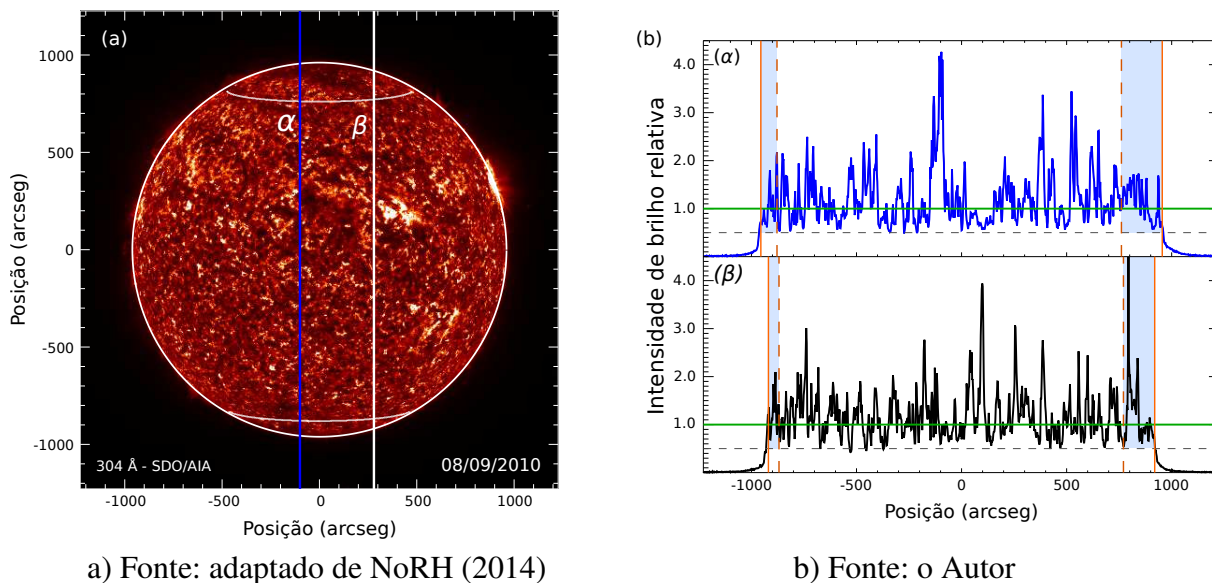 (a)
α
β
304 Å - SDO/AIA
08/09/2010
1000
500
0
-500
-1000
-1000
-500
0
500
1000
Posição (arcseg)
Posição (arcseg)
(b)
(α)
4.0
3.0
2.0
1.0
(β)
4.0
3.0
2.0
1.0
Intensidade de brilho relativa
-1000
-500
0
500
1000
Posição (arcseg)
a) Fonte: adaptado de NoRH (2014)
b) Fonte: o Autor